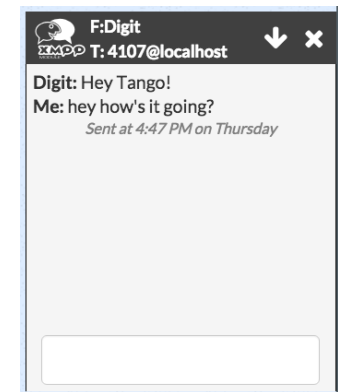 F:Digit
XMPP T: 4107@localhost
Digit: Hey Tango!
Me: hey how's it going?
Sent at 4:47 PM on Thursday